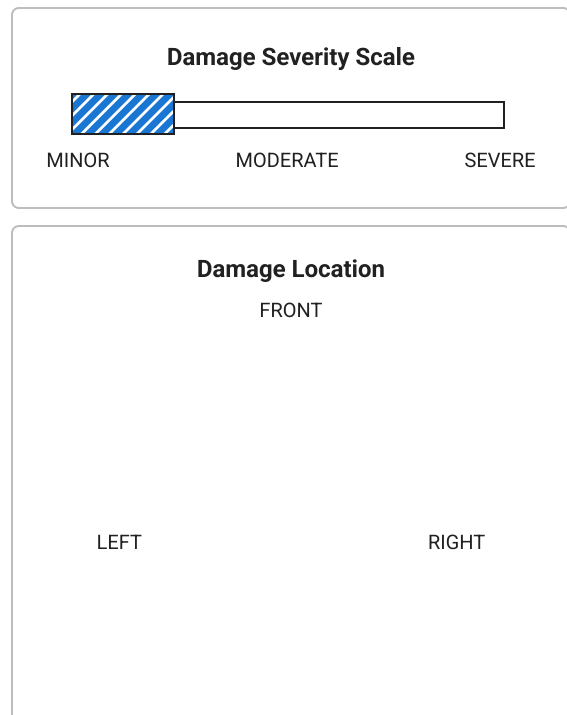 Damage Severity Scale
MINOR MODERATE SEVERE
Damage Location
FRONT
LEFT RIGHT